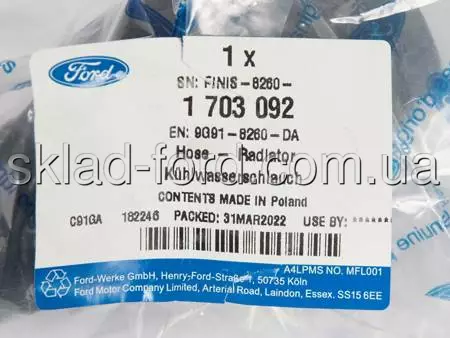 Ford
1 x
SN: FINIS-8260-
1 703 092
EN: 9G91-8260-DA
Hose - Radiator
sklad-ford.com.ua
Kühlwasserschlauch
CONTENTS MADE IN Poland
C91GA 182246 PACKED: 31MAR2022 USE BY: ******
A4LPMS NO. MFL001
Ford-Werke GmbH, Henry-Ford-Straße 1, 50735 Köln
Ford Motor Company Limited, Arterial Road, Laindon, Essex. SS15 6EE